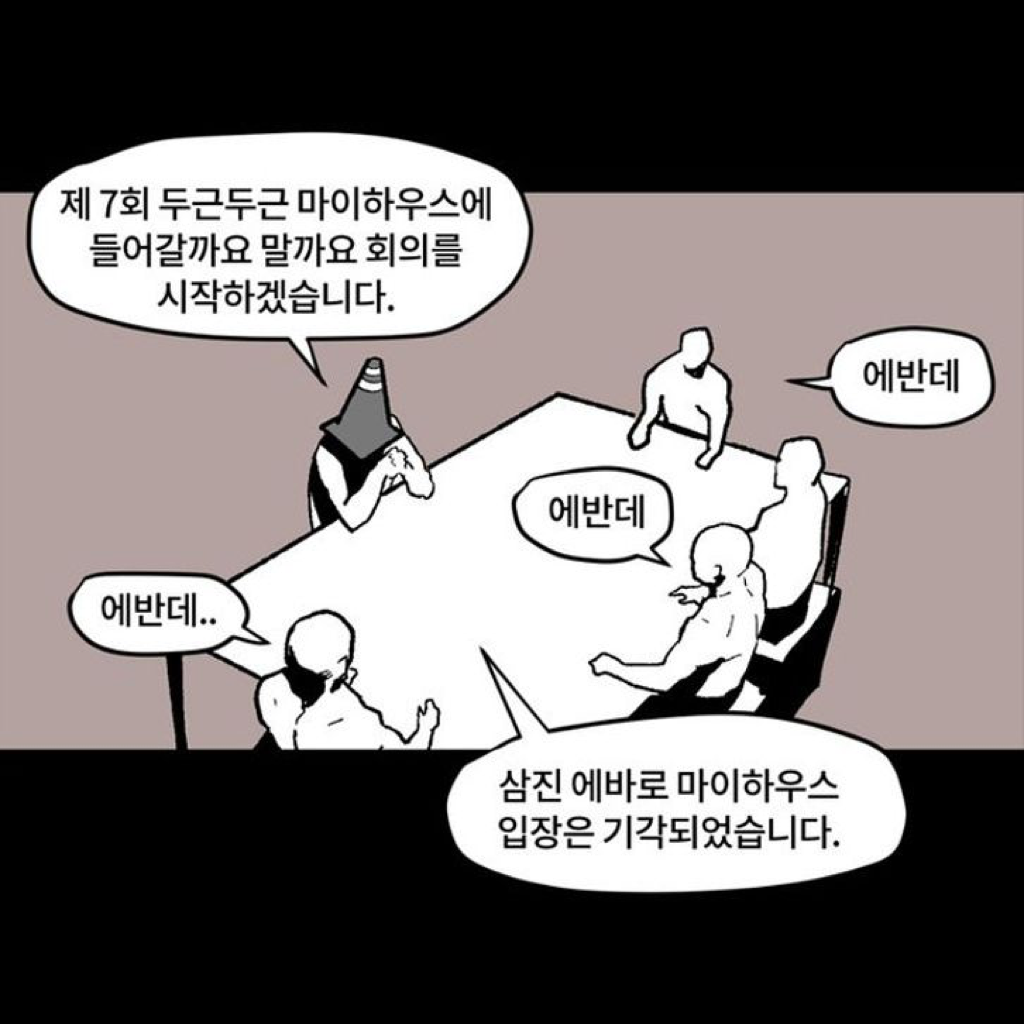 제 7회 두근두근 마이하우스에
들어갈까요 말까요 회의를
시작하겠습니다.
에반데
에반데
에반데..
삼진 에바로 마이하우스
입장은 기각되었습니다.